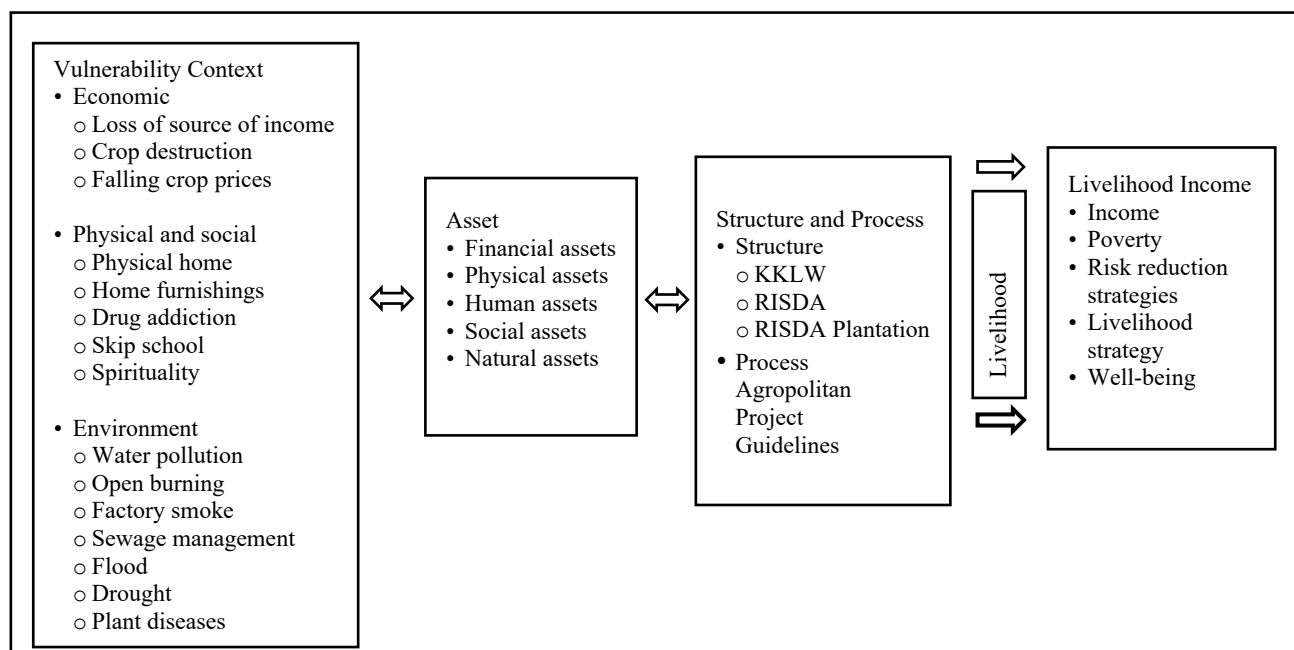 Vulnerability Context
• Economic
o Loss of source of income
o Crop destruction
o Falling crop prices
• Physical and social
o Physical home
o Home furnishings
o Drug addiction
o Skip school
o Spirituality
• Environment
o Water pollution
o Open burning
o Factory smoke
o Sewage management
o Flood
o Drought
o Plant diseases
Asset
• Financial assets
• Physical assets
• Human assets
• Social assets
• Natural assets
Structure and Process
• Structure
o KKLW
o RISDA
o RISDA Plantation
• Process
Agropolitan
Project
Guidelines
Livelihood
Livelihood Income
• Income
• Poverty
• Risk reduction
strategies
• Livelihood
strategy
• Well-being